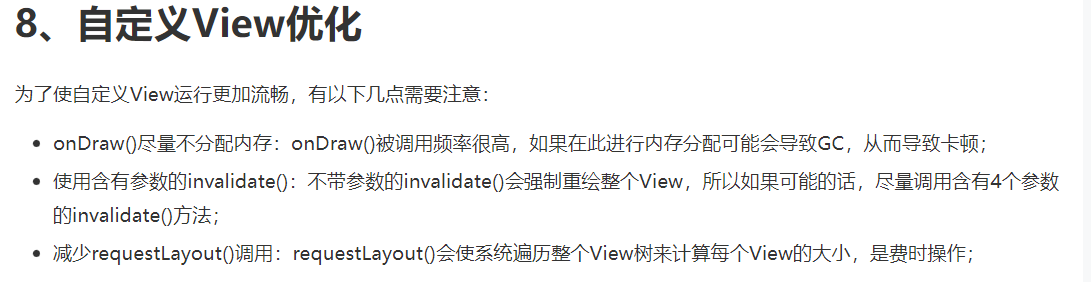 8、自定义View优化
为了使自定义View运行更加流畅，有以下几点需要注意：
• onDraw()尽量不分配内存：onDraw()被调用频率很高，如果在此进行内存分配可能会导致GC，从而导致卡顿；
• 使用含有参数的invalidate()：不带参数的invalidate()会强制重绘整个View，所以如果可能的话，尽量调用含有4个参数
的invalidate()方法；
• 减少requestLayout()调用：requestLayout()会使系统遍历整个View树来计算每个View的大小，是费时操作；